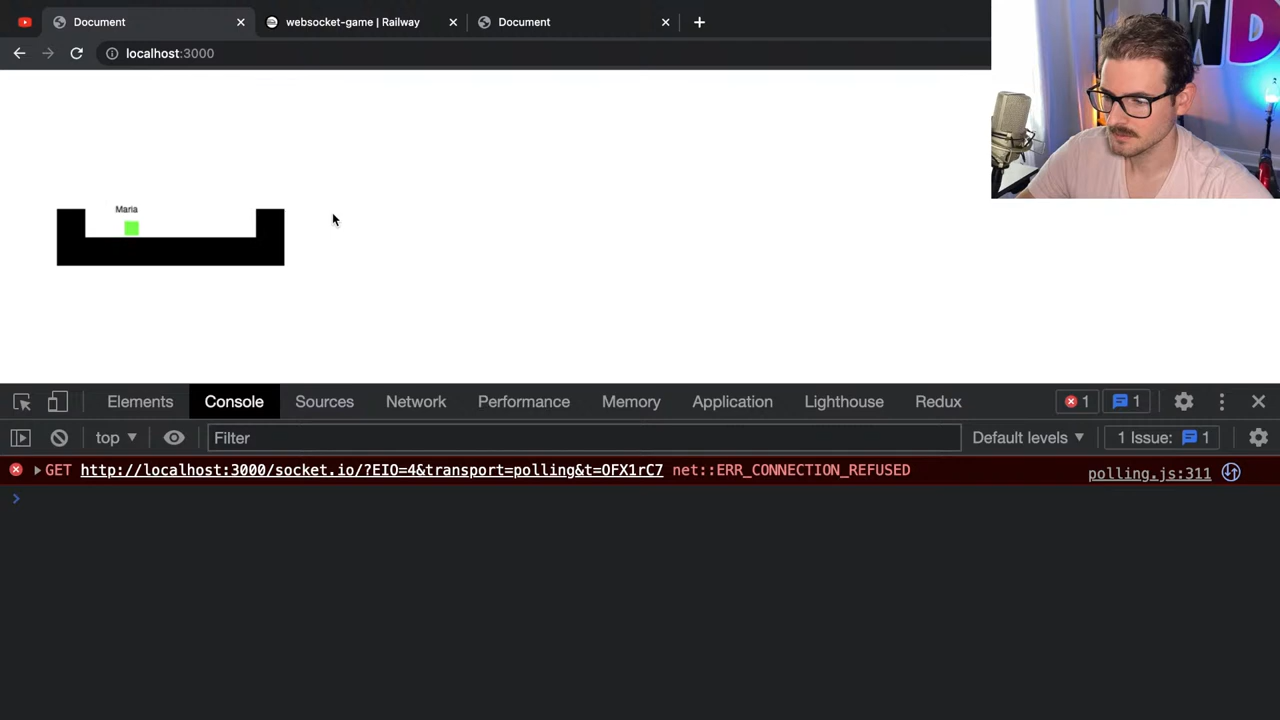 Document
websocket-game | Railway
Document
localhost:3000
WD
Maria
Elements
Console
Sources
Network
Performance
Memory
Application
Lighthouse
Redux
1
1
top
Filter
Default levels
1 Issue:
1
GET http://localhost:3000/socket.io/?EIO=4&transport=polling&t=OFX1rC7 net::ERR_CONNECTION_REFUSED
polling.js:311